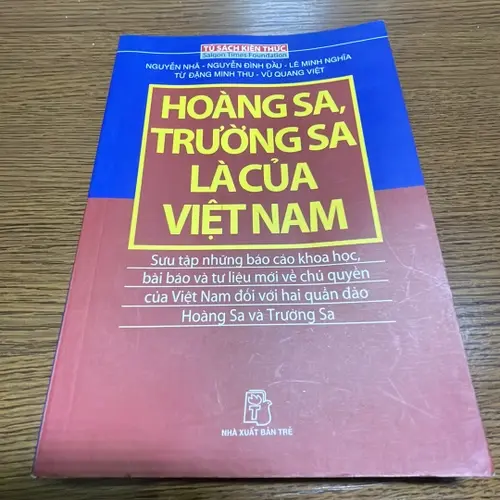 TỦ SÁCH KIẾN THỨC
Saigon Times Foundation
NGUYỄN NHÃ - NGUYỄN ĐÌNH ĐẦU - LÊ MINH NGHĨA
TỪ ĐẶNG MINH THU - VŨ QUANG VIỆT
HOÀNG SA,
TRƯỜNG SA
LÀ CỦA
VIỆT NAM
Sưu tập những báo cáo khoa học,
bài báo và tư liệu mới về chủ quyền
của Việt Nam đối với hai quần đảo
Hoàng Sa và Trường Sa
NHÀ XUẤT BẢN TRẺ